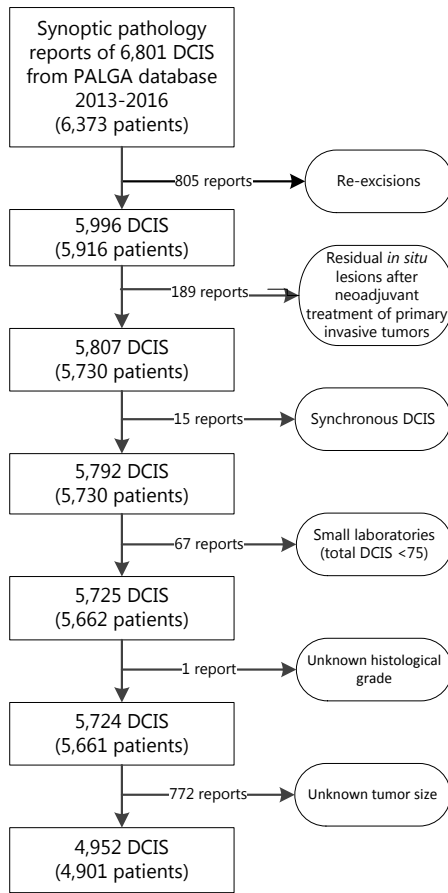 Synoptic pathology
reports of 6,801 DCIS
from PALGA database
2013-2016
(6,373 patients)
805 reports
Re-excisions
5,996 DCIS
(5,916 patients)
189 reports
Residual in situ
lesions after
neoadjuvant
treatment of primary
invasive tumors
5,807 DCIS
(5,730 patients)
15 reports
Synchronous DCIS
5,792 DCIS
(5,730 patients)
67 reports
Small laboratories
(total DCIS <75)
5,725 DCIS
(5,662 patients)
1 report
Unknown histological
grade
5,724 DCIS
(5,661 patients)
772 reports
Unknown tumor size
4,952 DCIS
(4,901 patients)